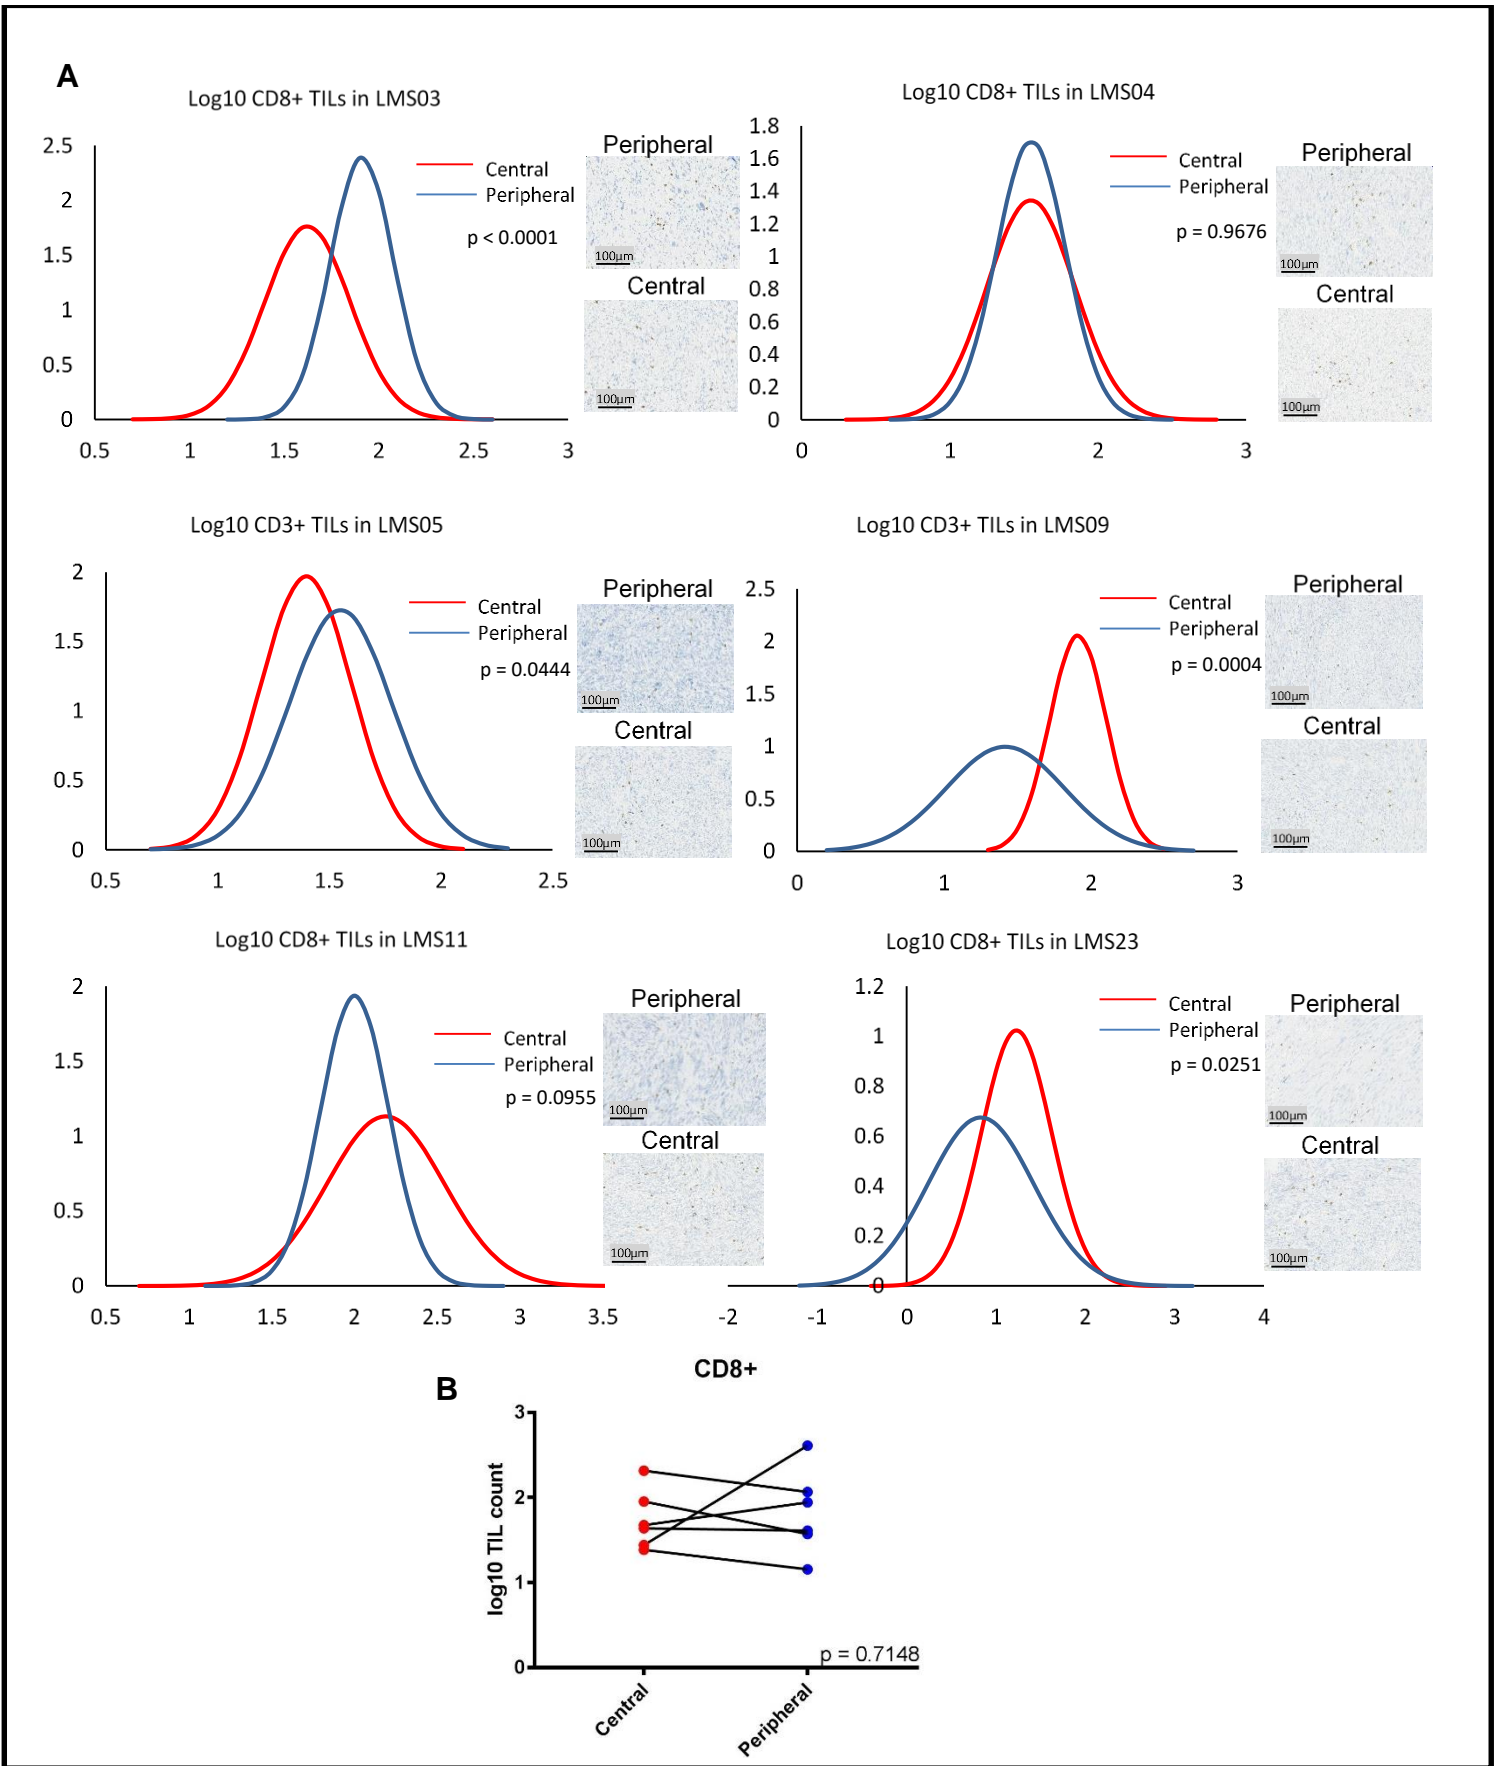 A
Log10 CD8+ TILs in LMS03
2.5
2
1.5
1
0.5
0
0.5 1 1.5 2 2.5 3
Central
Peripheral
p < 0.0001
Peripheral
100µm
Central
100µm
Log10 CD8+ TILs in LMS04
1.8
1.6
1.4
1.2
1
0.8
0.6
0.4
0.2
0
0 1 2 3
Central
Peripheral
p = 0.9676
Peripheral
100µm
Central
100µm
Log10 CD3+ TILs in LMS05
2
1.5
1
0.5
0
0.5 1 1.5 2 2.5
Central
Peripheral
p = 0.0444
Peripheral
100µm
Central
100µm
Log10 CD3+ TILs in LMS09
2.5
2
1.5
1
0.5
0
0 1 2 3
Central
Peripheral
p = 0.0004
Peripheral
100µm
Central
100µm
Log10 CD8+ TILs in LMS11
2
1.5
1
0.5
0
0.5 1 1.5 2 2.5 3 3.5
Central
Peripheral
p = 0.0955
Peripheral
100µm
Central
100µm
Log10 CD8+ TILs in LMS23
1.2
1
0.8
0.6
0.4
0.2
0
-2 -1 0 1 2 3 4
Central
Peripheral
p = 0.0251
Peripheral
100µm
Central
100µm
B
CD8+
log10 TIL count
3
2
1
0
p = 0.7148
Central
Peripheral